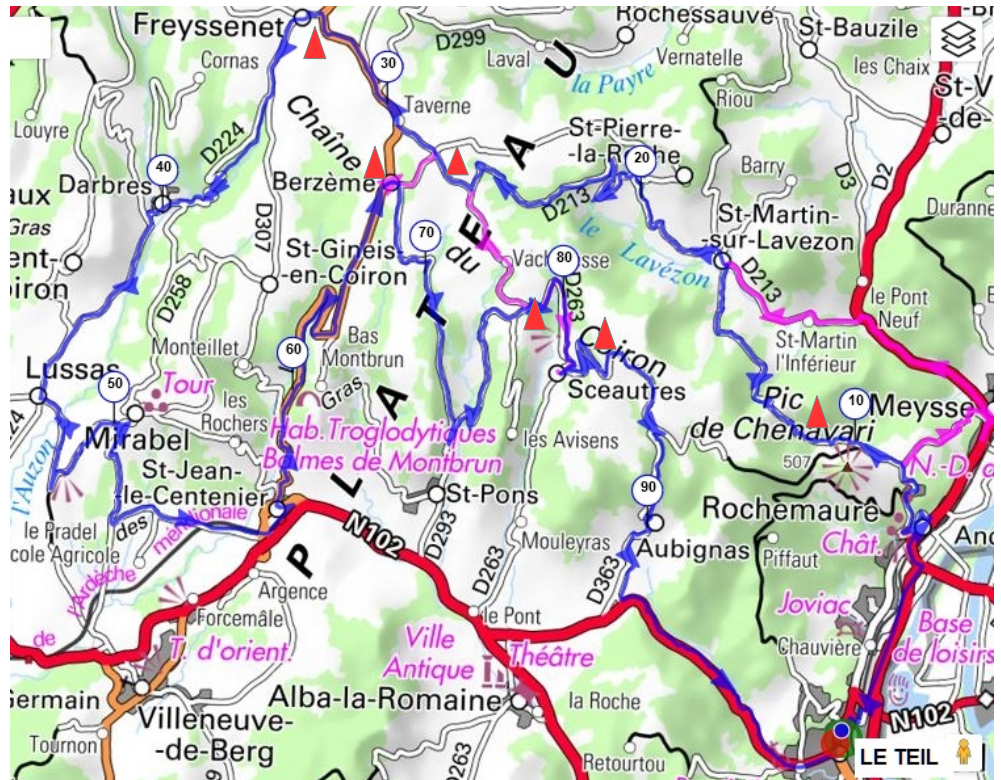 Freyssenet
D299
Rochessauve
St-Bauzile
Cornas
30
Laval
Vernatelle
les Chaix
U
la Payre
Louyre
Chaîne
Taverne
Riou
D224
A
St-Pierre-
-la-Roche
40
20
Barry
D3
D2
Darbres
Berzème
D213
Gras
D307
E
St-Martin-
-sur-Lavezon
70
St-Gineis
-en-Coiron
du
le Lavézon
D258
80
D263
D213
T
le Pont
Neuf
60
Coiron
St-Martin
l'Inférieur
Monteillet
Bas
Montbrun
Lussas
50
Tour
Gras
A
Sceautres
Pic
de Chenavari
10
Meysse
les
Rochers
Mirabel
Hab.Troglodytiques
Balmes de Montbrun
les Avisens
507
l'Auzon
St-Jean-
-le-Centenier
L
St-Pons
90
Rochemaure
le Pradel
des
méridionale
N102
D293
Mouleyras
Aubignas
Piffaut
Chât.
l'Ardèche
P
D263
D363
Argence
Forcemâle
le Pont
Joviac
Base
de loisirs
de
T. d'orient.
Ville
Antique
Théâtre
Chauvière
Alba-la-Romaine
la Roche
Villeneuve-
-de-Berg
N102
Tournon
D263
Retourtou
LE TEIL